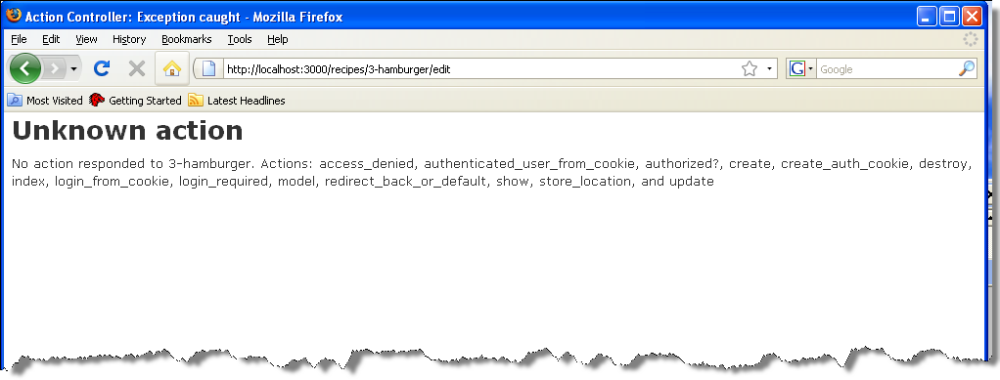 Action Controller: Exception caught - Mozilla Firefox
File Edit View History Bookmarks Tools Help
http://localhost:3000/recipes/3-hamburger/edit G Google
Most Visited Getting Started Latest Headlines
Unknown action
No action responded to 3-hamburger. Actions: access_denied, authenticated_user_from_cookie, authorized?, create, create_auth_cookie, destroy,
index, login_from_cookie, login_required, model, redirect_back_or_default, show, store_location, and update